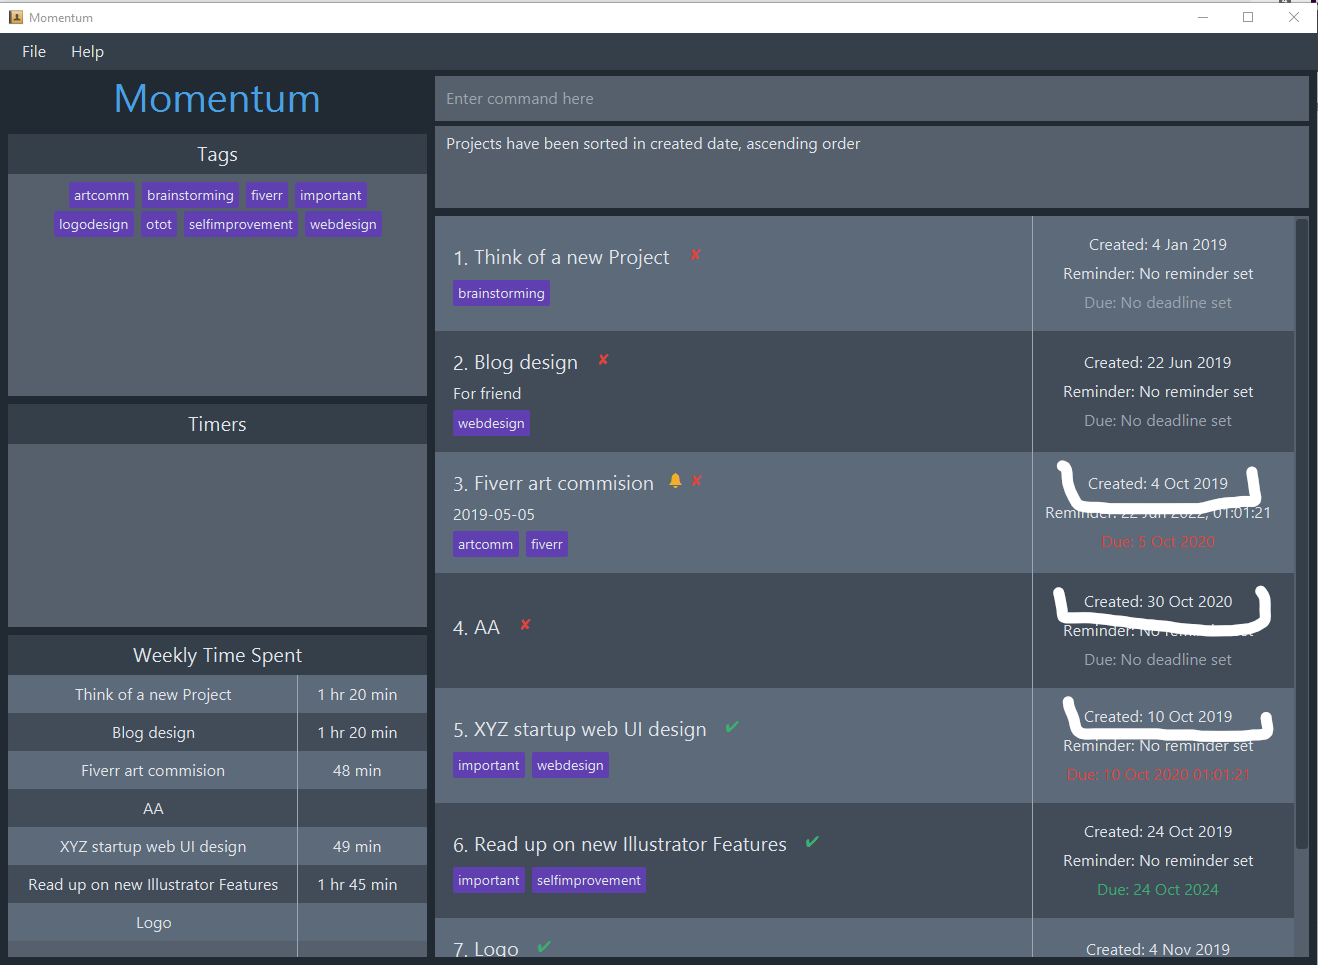 Momentum
File Help
Momentum
Tags
artcomm brainstorming fiverr important
logodesign otot selfimprovement webdesign
Timers
Weekly Time Spent
Think of a new Project 1 hr 20 min
Blog design 1 hr 20 min
Fiverr art commision 48 min
AA
XYZ startup web UI design 49 min
Read up on new Illustrator Features 1 hr 45 min
Logo
Enter command here
Projects have been sorted in created date, ascending order
1. Think of a new Project ✘
brainstorming
Created: 4 Jan 2019
Reminder: No reminder set
Due: No deadline set
2. Blog design ✘
For friend
webdesign
Created: 22 Jun 2019
Reminder: No reminder set
Due: No deadline set
3. Fiverr art commision ✘
2019-05-05
artcomm fiverr
Created: 4 Oct 2019
Reminder: 22 Jun 2022, 01:01:21
Due: 5 Oct 2020
4. AA ✘
Created: 30 Oct 2020
Reminder: No reminder set
Due: No deadline set
5. XYZ startup web UI design ✔
important webdesign
Created: 10 Oct 2019
Reminder: No reminder set
Due: 10 Oct 2020 01:01:21
6. Read up on new Illustrator Features ✔
important selfimprovement
Created: 24 Oct 2019
Reminder: No reminder set
Due: 24 Oct 2024
7. Logo ✔
Created: 4 Nov 2019